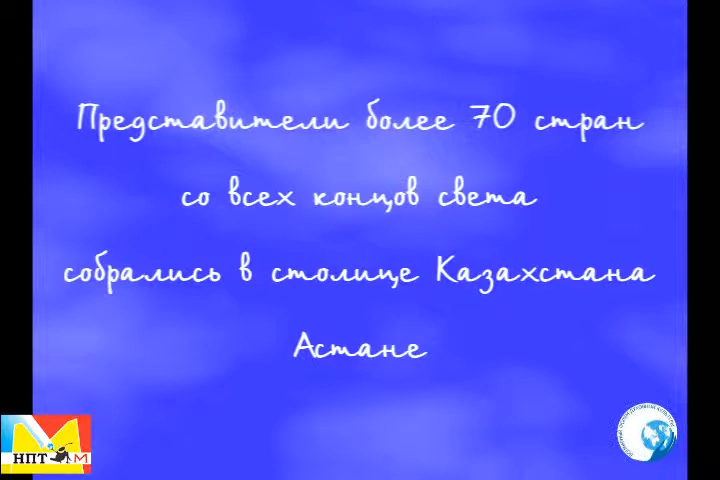 Представители более 70 стран
со всех концов света
собрались в столице Казахстана
Астане
НПТ М